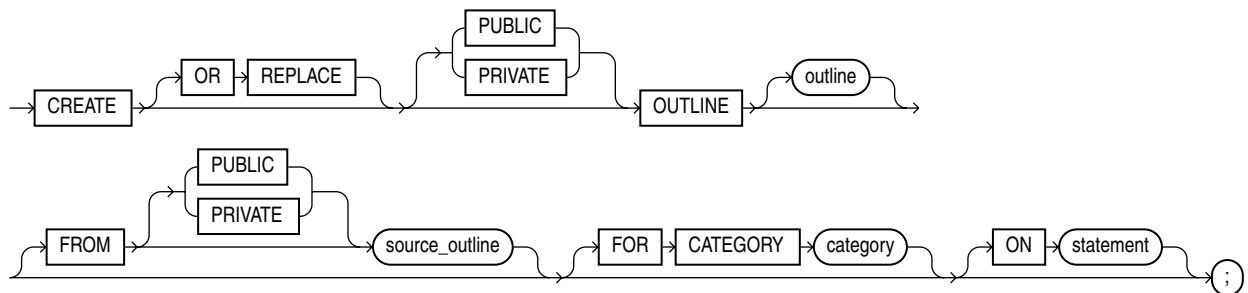 PUBLIC
OR REPLACE PRIVATE outline
CREATE OUTLINE
PUBLIC
PRIVATE
FROM source_outline FOR CATEGORY category ON statement
;